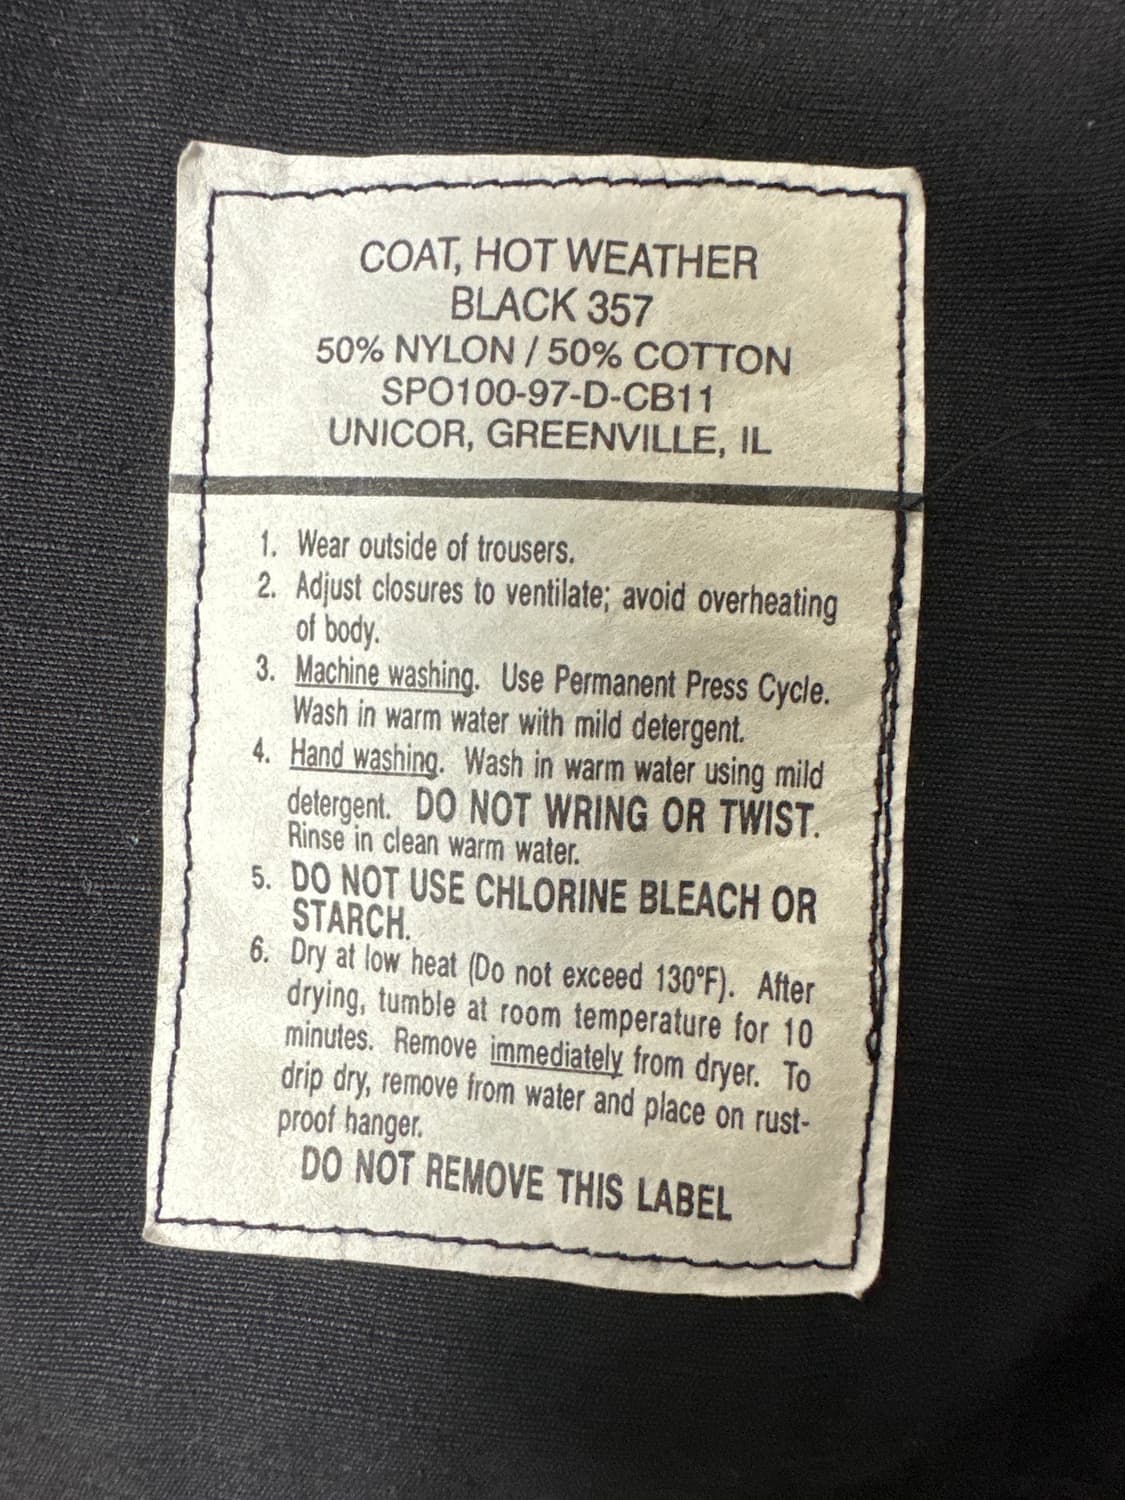 COAT, HOT WEATHER
BLACK 357
50% NYLON / 50% COTTON
SPO100-97-D-CB11
UNICOR, GREENVILLE, IL
1. Wear outside of trousers.
2. Adjust closures to ventilate; avoid overheating
of body.
3. Machine washing. Use Permanent Press Cycle.
Wash in warm water with mild detergent.
4. Hand washing. Wash in warm water using mild
detergent. DO NOT WRING OR TWIST.
Rinse in clean warm water.
5. DO NOT USE CHLORINE BLEACH OR
STARCH.
6. Dry at low heat (Do not exceed 130°F). After
drying, tumble at room temperature for 10
minutes. Remove immediately from dryer. To
drip dry, remove from water and place on rust-
proof hanger.
DO NOT REMOVE THIS LABEL